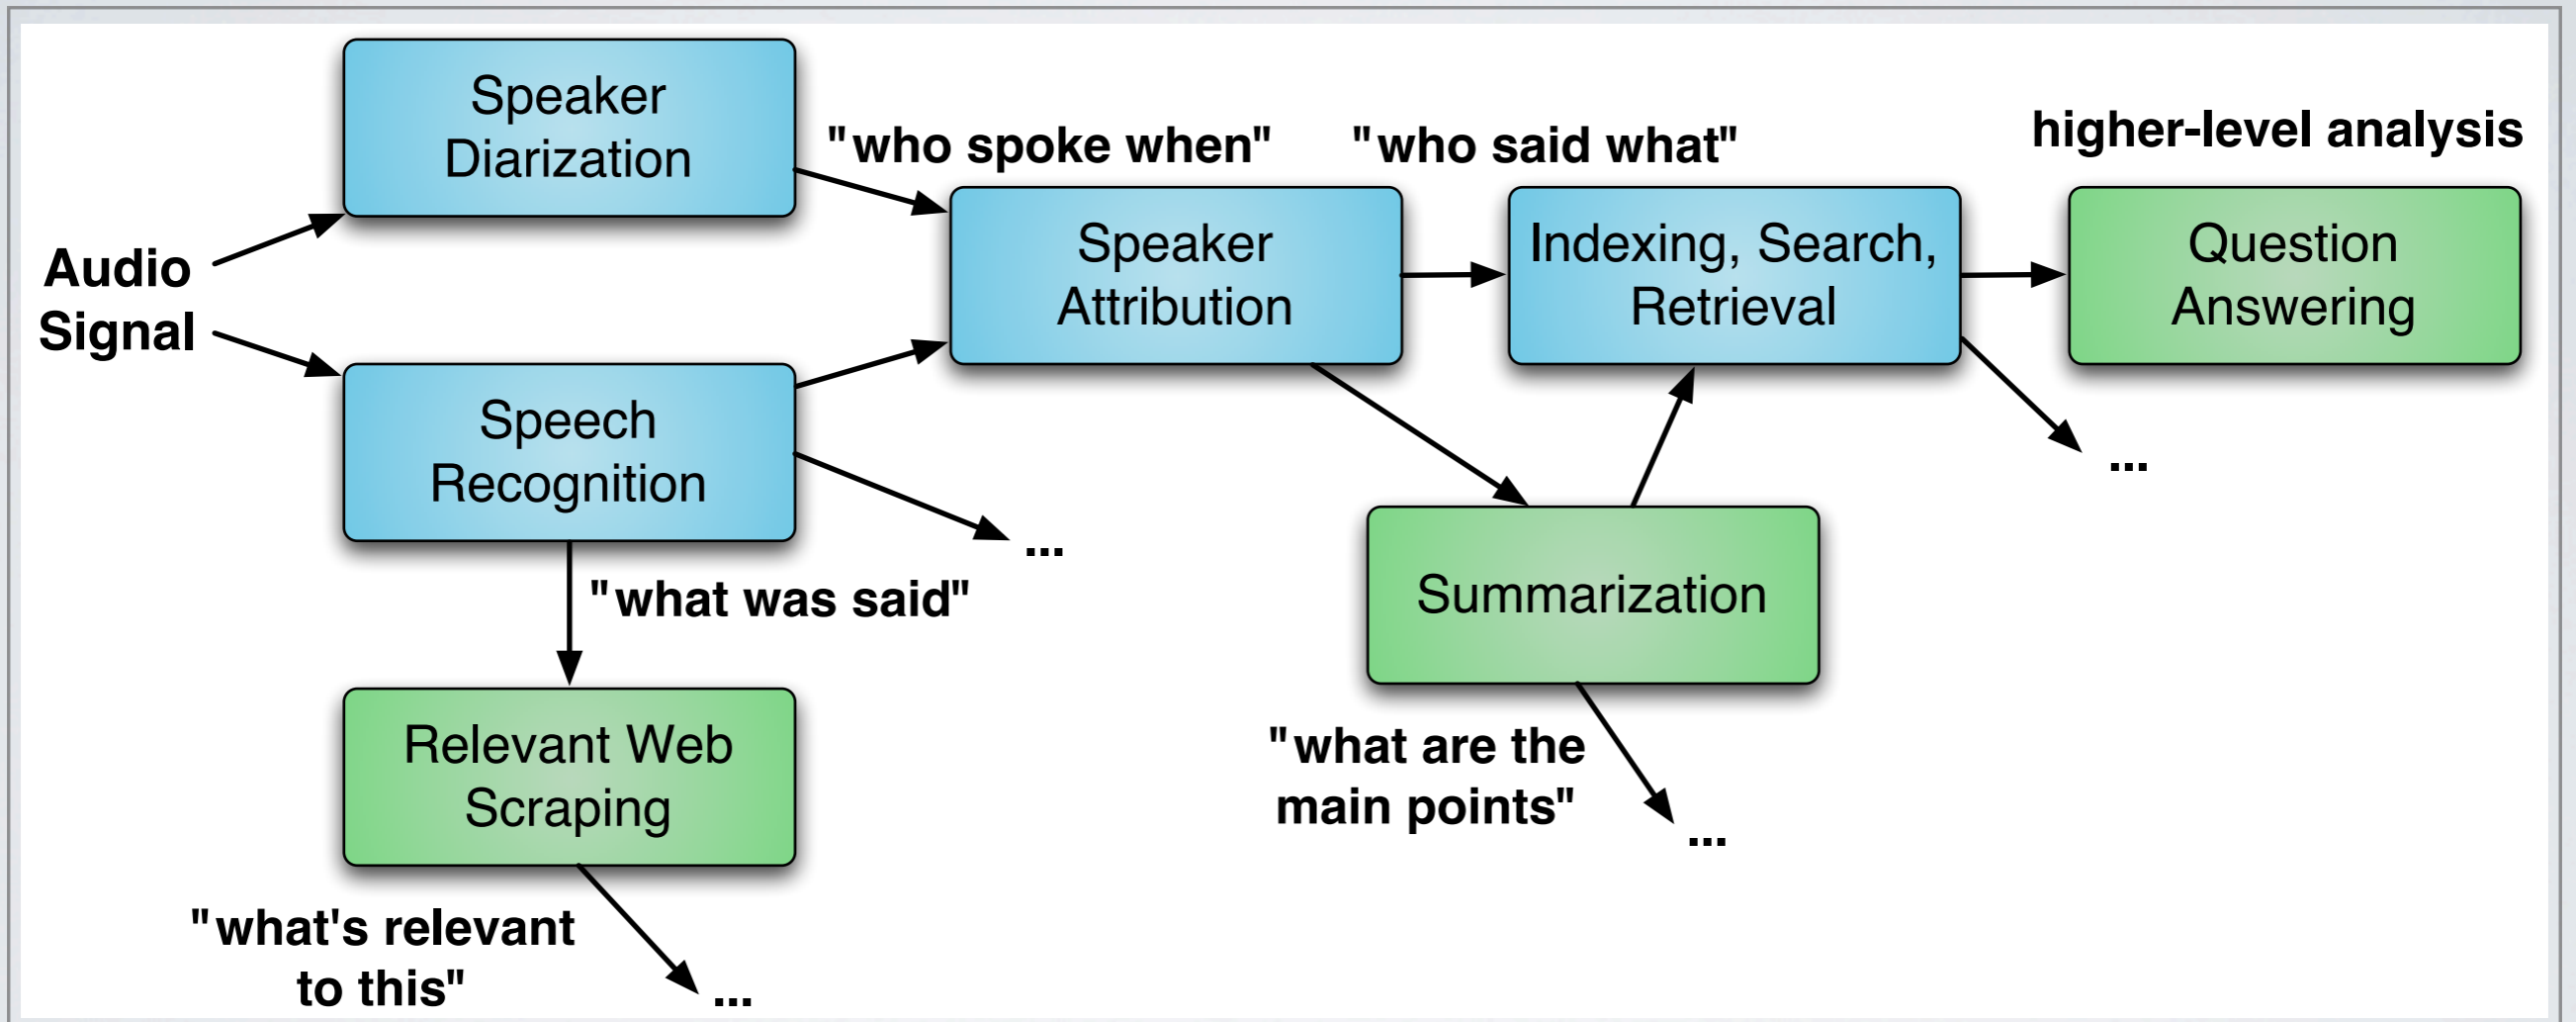 Speaker
Diarization
"who spoke when"
"who said what"
higher-level analysis
Audio
Signal
Speaker
Attribution
Indexing, Search,
Retrieval
Question
Answering
Speech
Recognition
...
...
"what was said"
Summarization
Relevant Web
Scraping
"what are the
main points"
...
"what's relevant
to this"
...